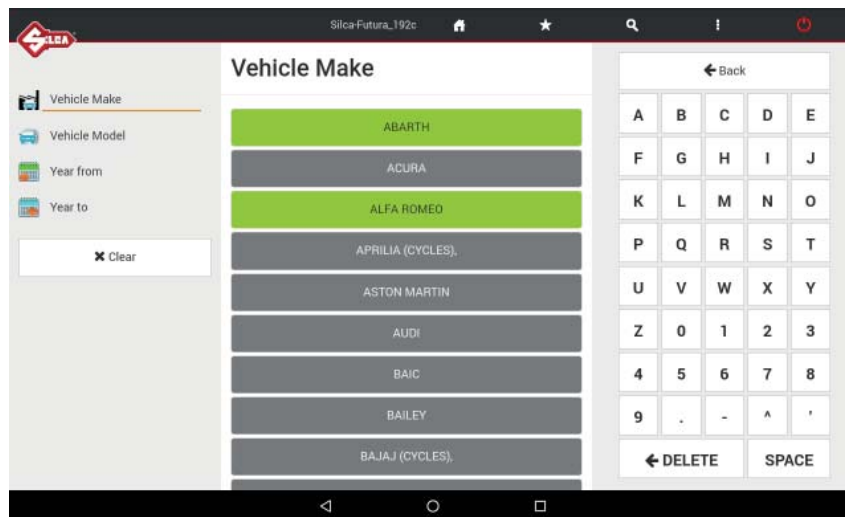 Silca-Futura_192c
SILCA
Vehicle Make
Vehicle Model
Year from
Year to
Clear
Vehicle Make
ABARTH
ACURA
ALFA ROMEO
APRILIA (CYCLES),
ASTON MARTIN
AUDI
BAIC
BAILEY
BAJAJ (CYCLES),
Back
A B C D E
F G H I J
K L M N O
P Q R S T
U V W X Y
Z 0 1 2 3
4 5 6 7 8
9 . - ^ '
DELETE SPACE